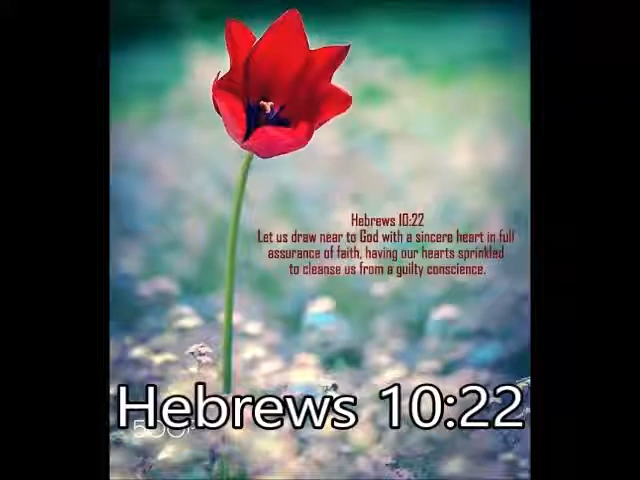 Hebrews 10:22
Let us draw near to God with a sincere heart in full
assurance of faith, having our hearts sprinkled
to cleanse us from a guilty conscience.
Hebrews 10:22